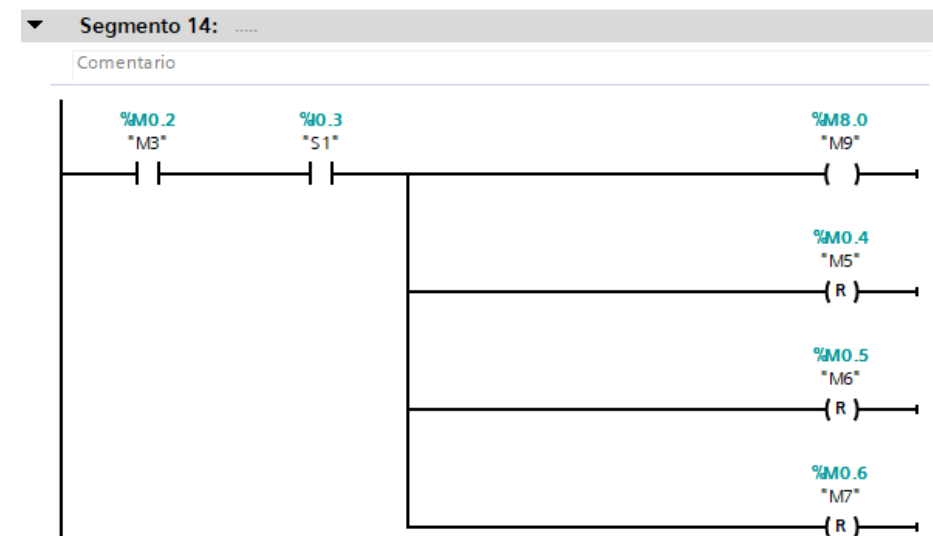 Segmento 14: .....
Comentario
%M0.2 %I0.3 %M8.0
"M3" "S1" "M9"
%M0.4
"M5"
R
%M0.5
"M6"
R
%M0.6
"M7"
R